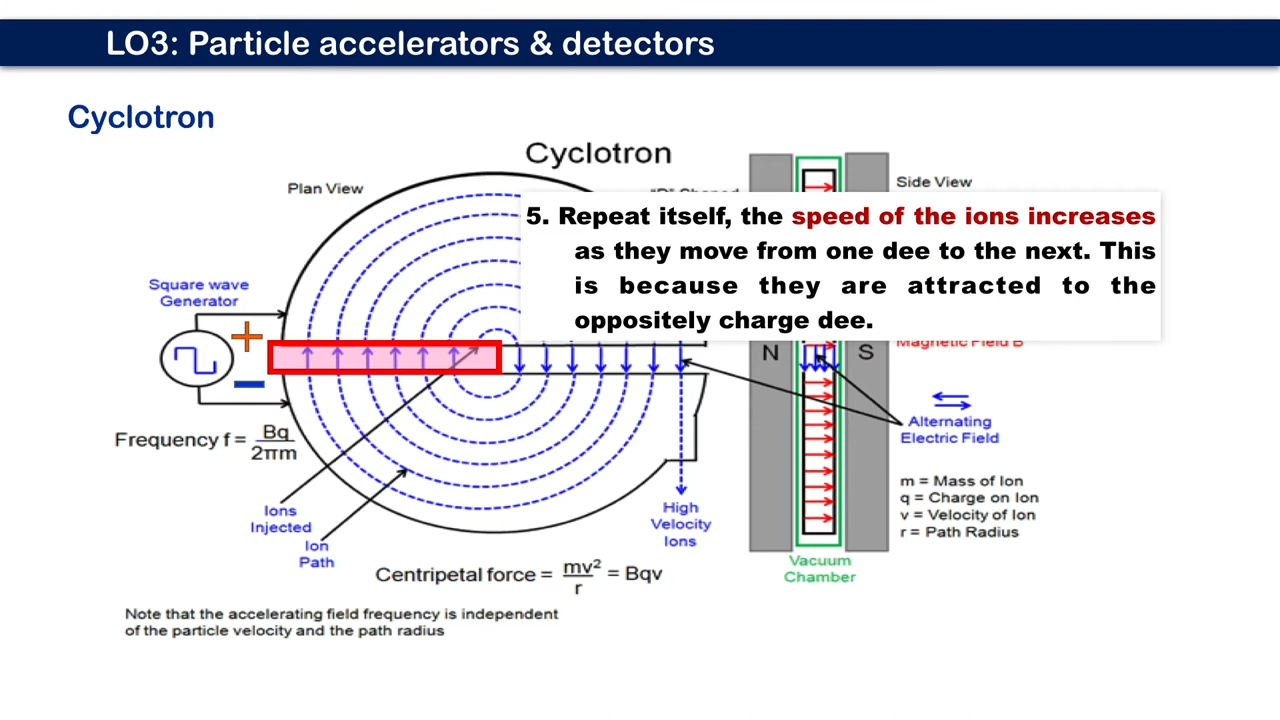 LO3: Particle accelerators & detectors
Cyclotron
Cyclotron
Plan View
Side View
5. Repeat itself, the speed of the ions increases
as they move from one dee to the next. This
is because they are attracted to the
oppositely charge dee.
Square wave
Generator
+
−
N
S
Magnetic Field B
Alternating
Electric Field
Frequency f = Bq
2πm
m = Mass of Ion
q = Charge on Ion
v = Velocity of Ion
r = Path Radius
Ions
Injected
Ion
Path
High
Velocity
Ions
Vacuum
Chamber
Centripetal force = mv² = Bqv
r
Note that the accelerating field frequency is independent
of the particle velocity and the path radius